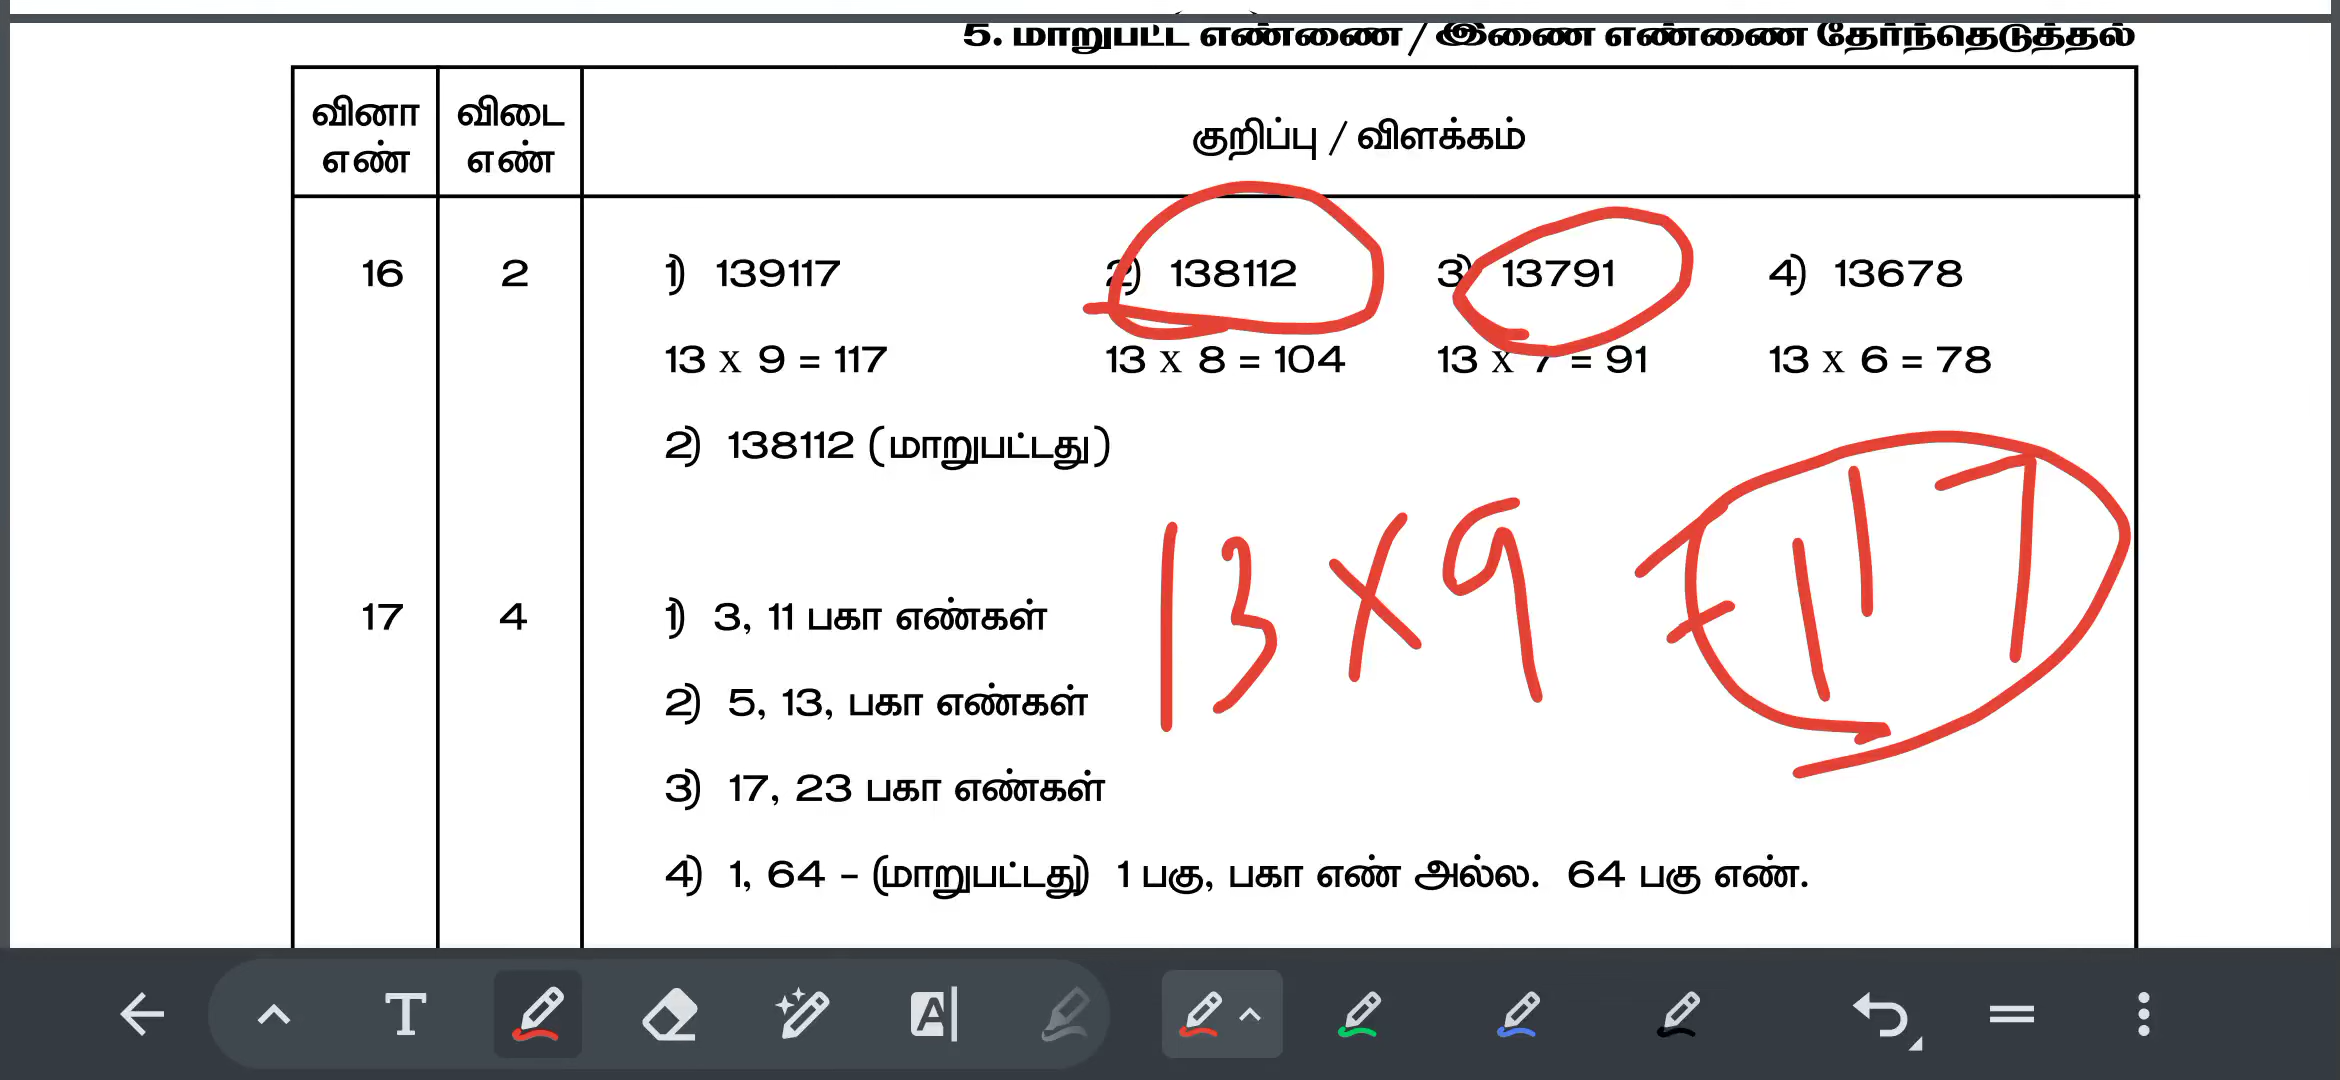 5. மாறுபட்ட எண்ணை / இணை எண்ணை தேர்ந்தெடுத்தல்
வினா எண்
விடை எண்
குறிப்பு / விளக்கம்
16 2 1) 139117 2) 138112 3) 13791 4) 13678
13 x 9 = 117 13 x 8 = 104 13 x 7 = 91 13 x 6 = 78
2) 138112 (மாறுபட்டது)
13 x 9 = 117
17 4 1) 3, 11 பகா எண்கள்
2) 5, 13, பகா எண்கள்
3) 17, 23 பகா எண்கள்
4) 1, 64 – (மாறுபட்டது) 1 பகு, பகா எண் அல்ல. 64 பகு எண்.
T A